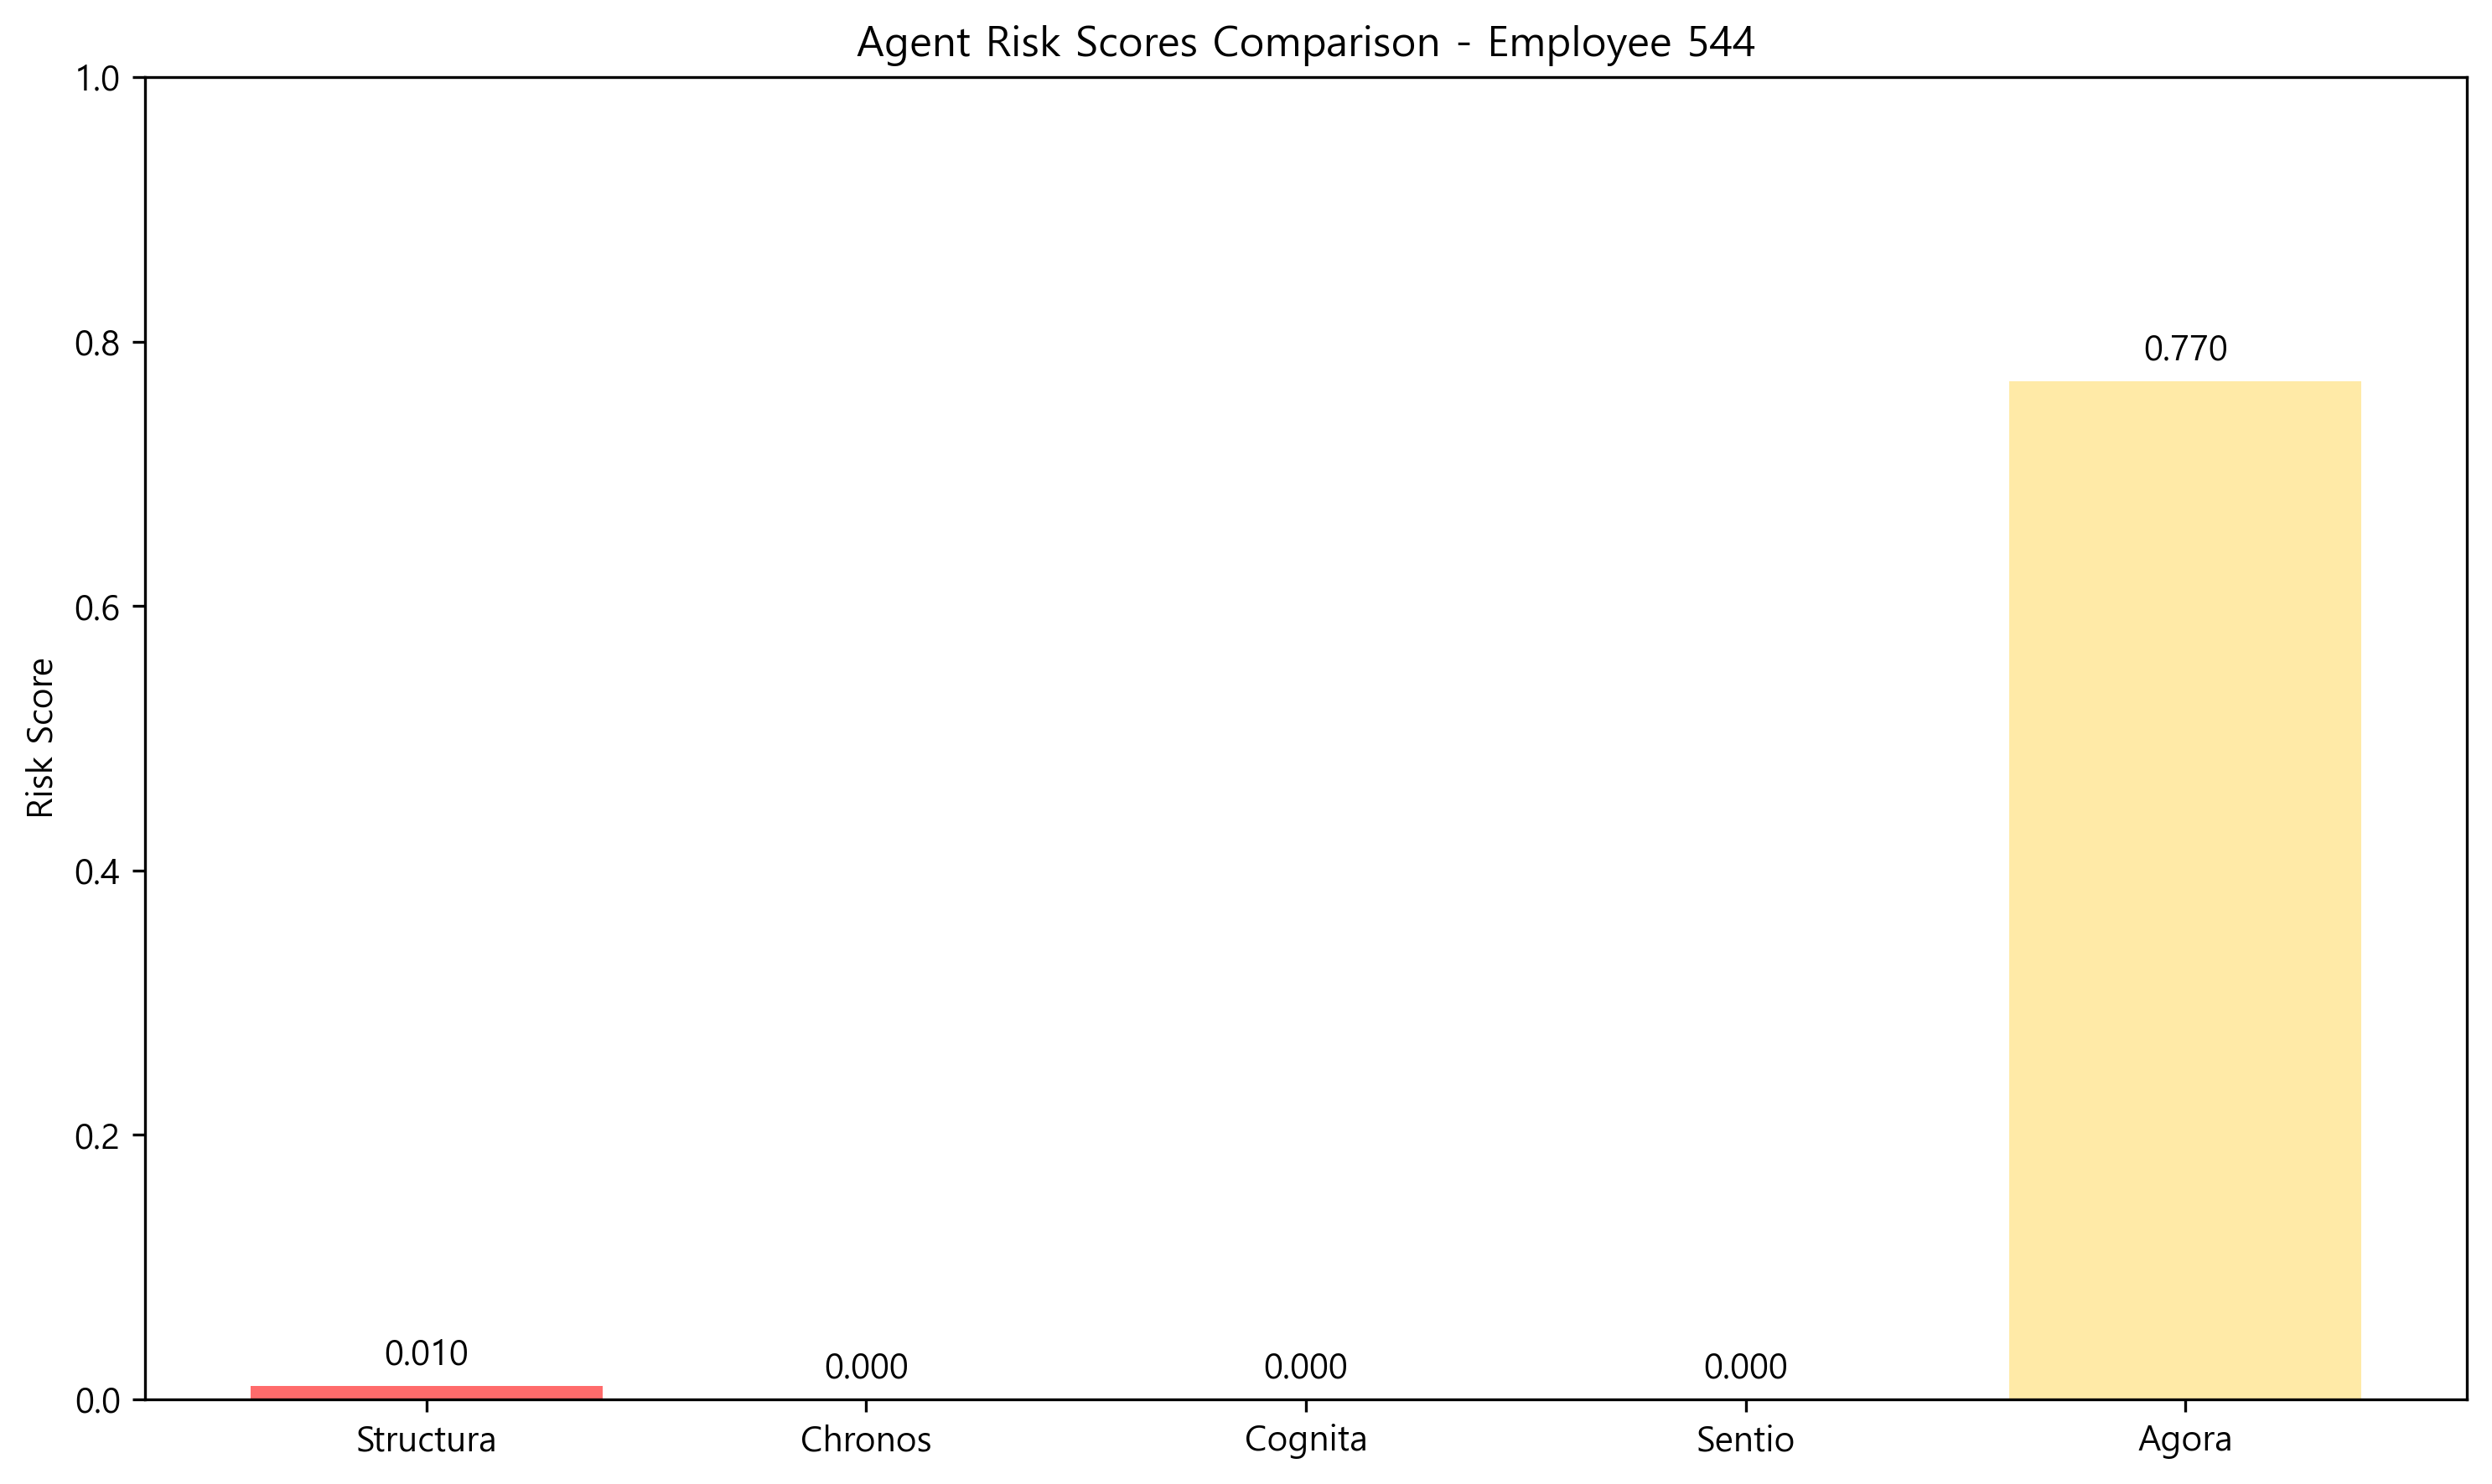 Agent Risk Scores Comparison - Employee 544
Risk Score
1.0
0.8
0.6
0.4
0.2
0.0
0.010
0.000
0.000
0.000
0.770
Structura
Chronos
Cognita
Sentio
Agora